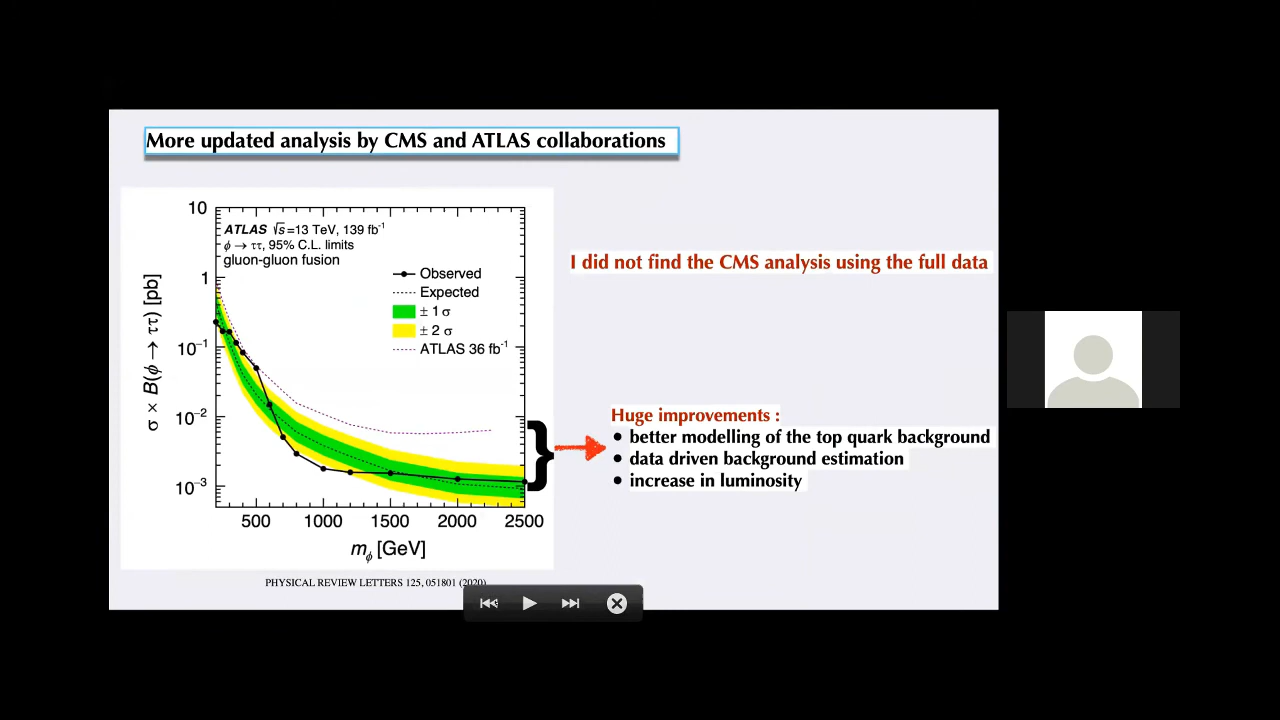 More updated analysis by CMS and ATLAS collaborations
10
1
10⁻¹
10⁻²
10⁻³
σ × B(ϕ → ττ) [pb]
ATLAS √s=13 TeV, 139 fb⁻¹
ϕ → ττ, 95% C.L. limits
gluon-gluon fusion
Observed
Expected
± 1 σ
± 2 σ
ATLAS 36 fb⁻¹
500 1000 1500 2000 2500
m_ϕ [GeV]
PHYSICAL REVIEW LETTERS 125, 051801 (2020)
I did not find the CMS analysis using the full data
}
Huge improvements :
• better modelling of the top quark background
• data driven background estimation
• increase in luminosity